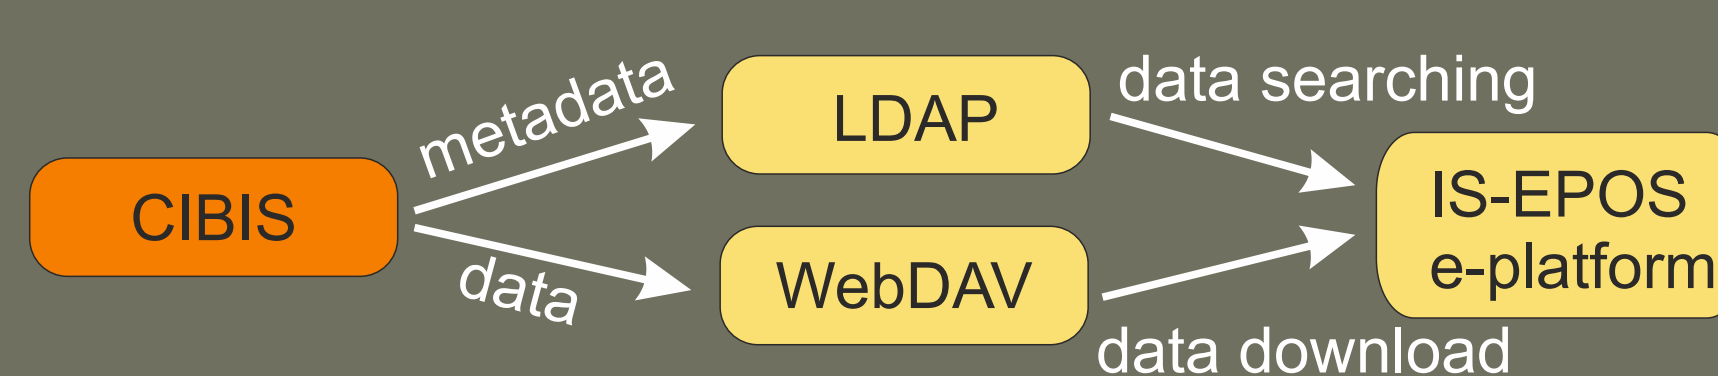 metadata
LDAP
data searching
CIBIS
IS-EPOS
e-platform
data
WebDAV
data download